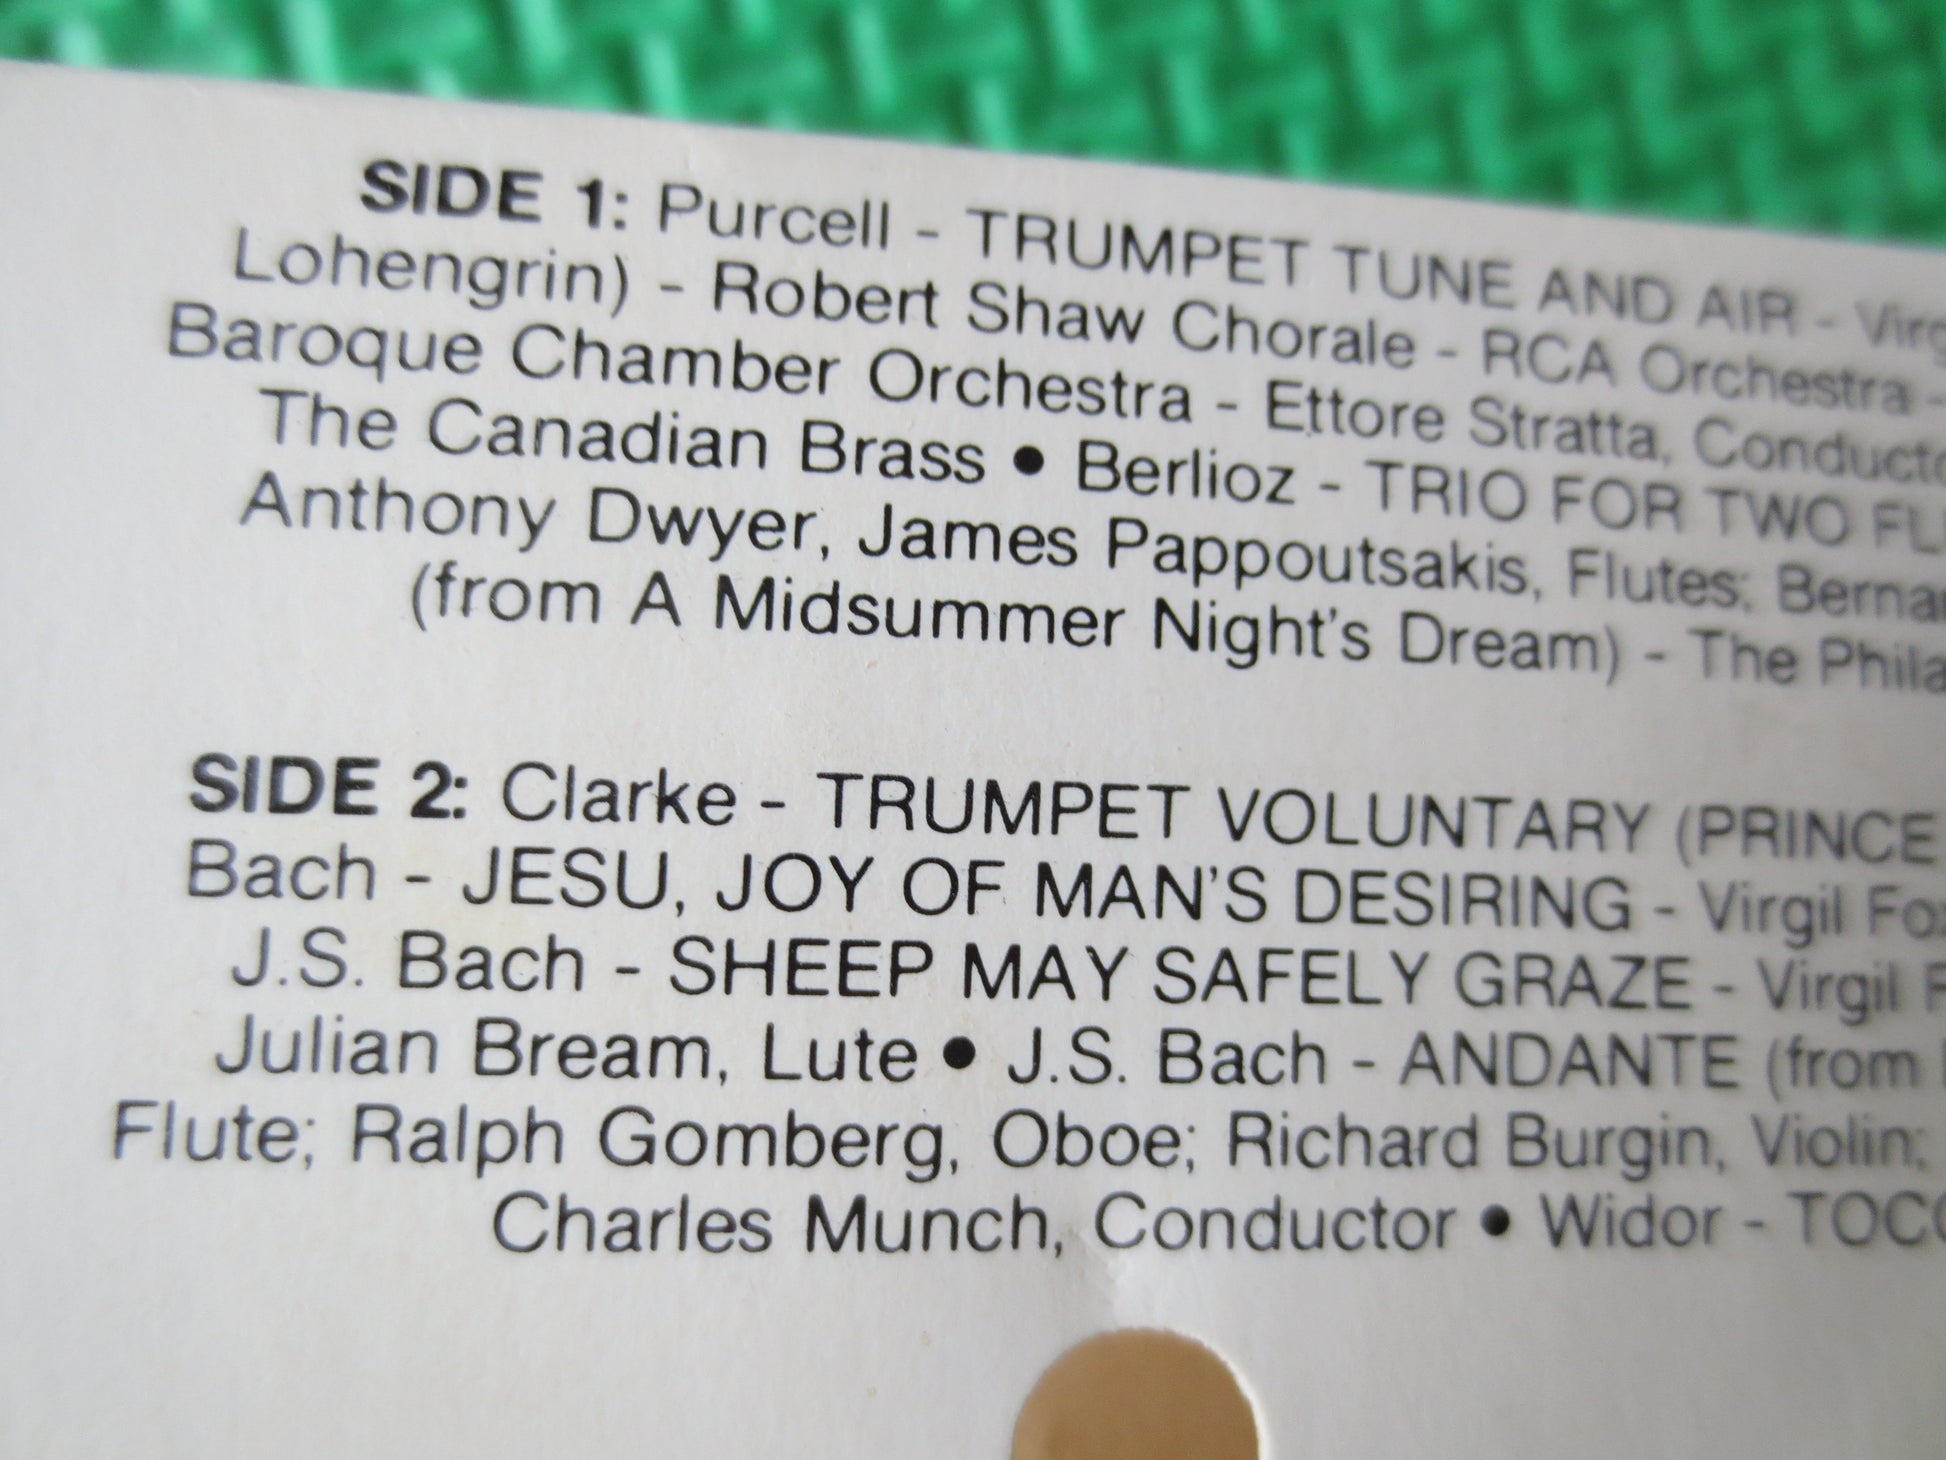 SIDE 1: Purcell - TRUMPET TUNE AND AIR -
Lohengrin) - Robert Shaw Chorale - RCA Orchestra -
Baroque Chamber Orchestra - Ettore Stratta,
The Canadian Brass • Berlioz - TRIO FOR TWO
Anthony Dwyer, James Pappoutsakis, Flutes;
(from A Midsummer Night's Dream) - The
SIDE 2: Clarke - TRUMPET VOLUNTARY (PRINCE
Bach - JESU, JOY OF MAN'S DESIRING - Virgil
J.S. Bach - SHEEP MAY SAFELY GRAZE - Virgil
Julian Bream, Lute • J.S. Bach - ANDANTE (from
Flute; Ralph Gomberg, Oboe; Richard Burgin, Violin;
Charles Munch, Conductor • Widor -